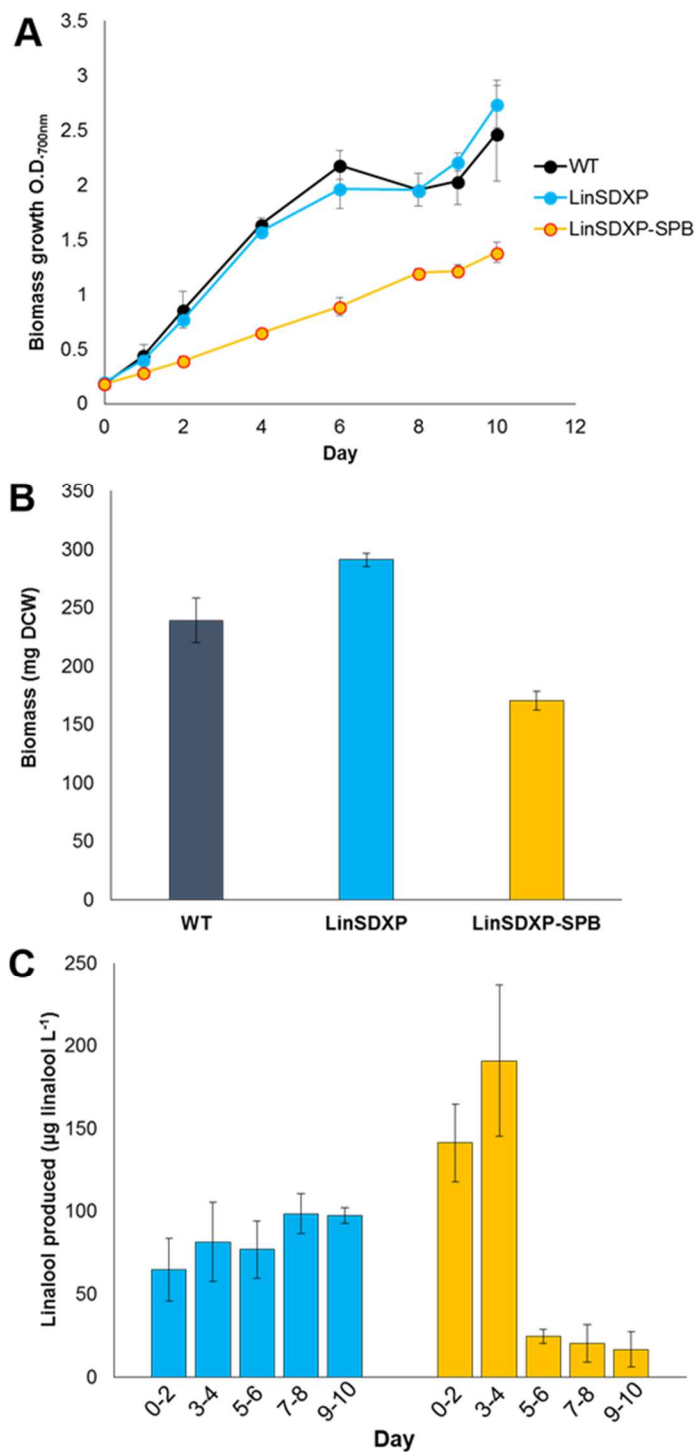 A
Biomass growth O.D.700nm
3.5
3
2.5
2
1.5
1
0.5
0
0 2 4 6 8 10 12
Day
WT
LinSDXP
LinSDXP-SPB
B
Biomass (mg DCW)
350
300
250
200
150
100
50
0
WT LinSDXP LinSDXP-SPB
C
Linalool produced (µg linalool L⁻¹)
250
200
150
100
50
0
0-2 3-4 5-6 7-8 9-10 0-2 3-4 5-6 7-8 9-10
Day